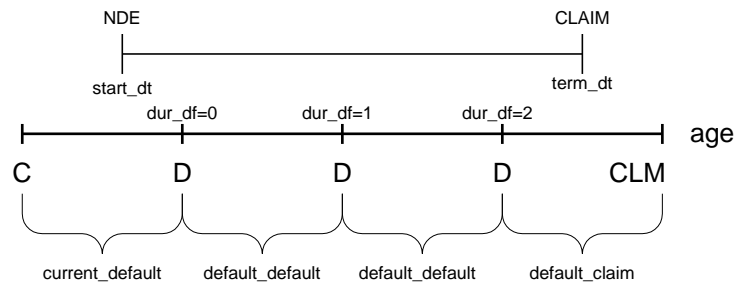 NDE CLAIM
start_dt term_dt
dur_df=0 dur_df=1 dur_df=2
age
C D D D CLM
current_default default_default default_default default_claim